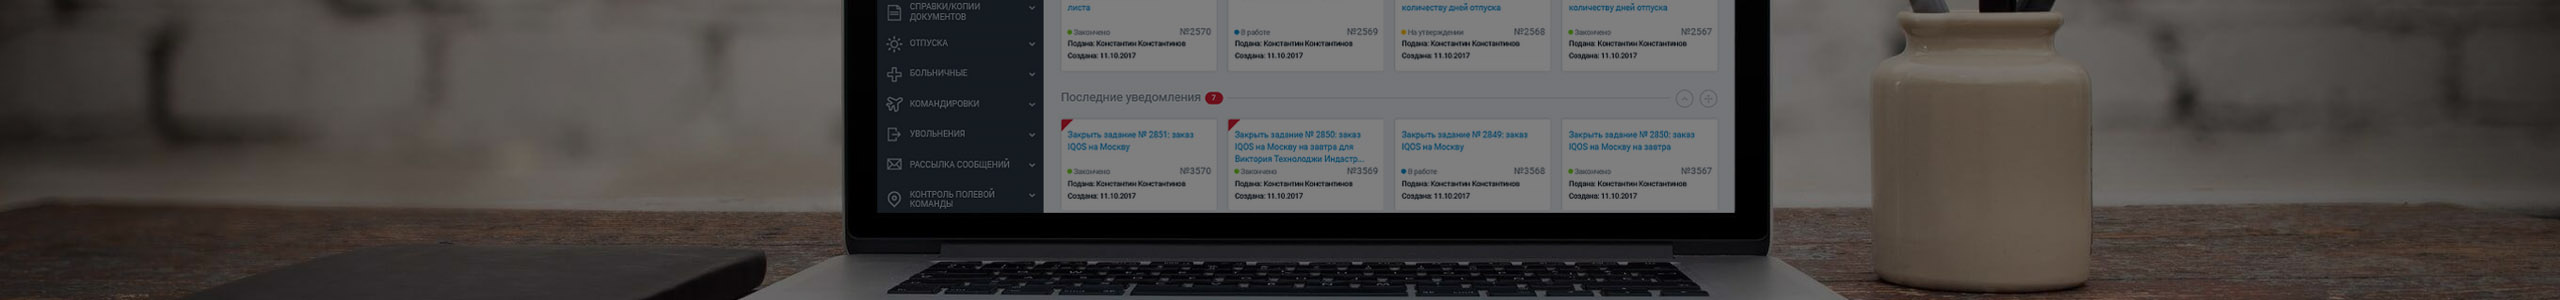 СПРАВКИ/КОПИИ
ДОКУМЕНТОВ
ОТПУСКА
БОЛЬНИЧНЫЕ
КОМАНДИРОВКИ
УВОЛЬНЕНИЯ
РАССЫЛКА СООБЩЕНИЙ
КОНТРОЛЬ ПОЛЕВОЙ
КОМАНДЫ
листа
Закончено №2570
Подана: Константин Константинов
Создана: 11.10.2017
В работе №2569
Подана: Константин Константинов
Создана: 11.10.2017
количеству дней отпуска
На утверждении №2568
Подана: Константин Константинов
Создана: 11.10.2017
количеству дней отпуска
Закончено №2567
Подана: Константин Константинов
Создана: 11.10.2017
Последние уведомления 7
Закрыть задание № 2851: заказ
IQOS на Москву
Закончено №3570
Подана: Константин Константинов
Создана: 11.10.2017
Закрыть задание № 2850: заказ
IQOS на Москву на завтра для
Виктория Технолоджи Индастр...
Закончено №3569
Подана: Константин Константинов
Создана: 11.10.2017
Закрыть задание № 2849: заказ
IQOS на Москву
В работе №3568
Подана: Константин Константинов
Создана: 11.10.2017
Закрыть задание № 2850: заказ
IQOS на Москву на завтра
Закончено №3567
Подана: Константин Константинов
Создана: 11.10.2017